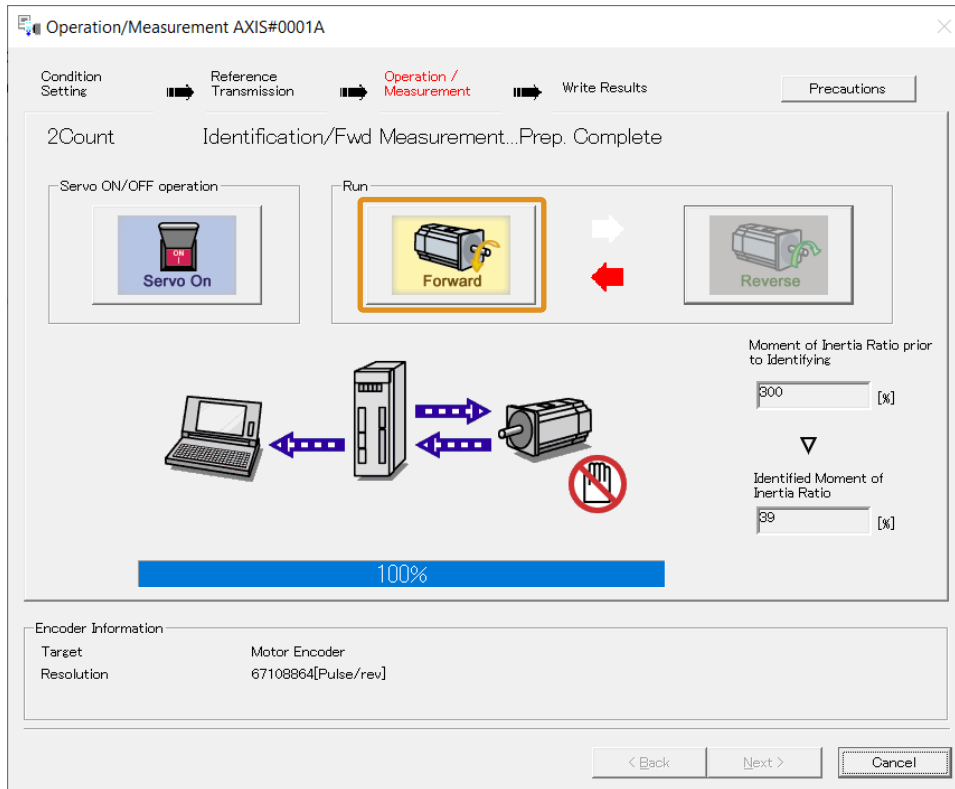 Operation/Measurement AXIS#0001A
Condition
Setting
Reference
Transmission
Operation /
Measurement
Write Results
Precautions
2Count Identification/Fwd Measurement...Prep. Complete
Servo ON/OFF operation
Run
ON
Servo On
Forward
Reverse
Moment of Inertia Ratio prior
to Identifying
300 [%]
Identified Moment of
Inertia Ratio
39 [%]
100%
Encoder Information
Target Motor Encoder
Resolution 67108864[Pulse/rev]
< Back
Next >
Cancel